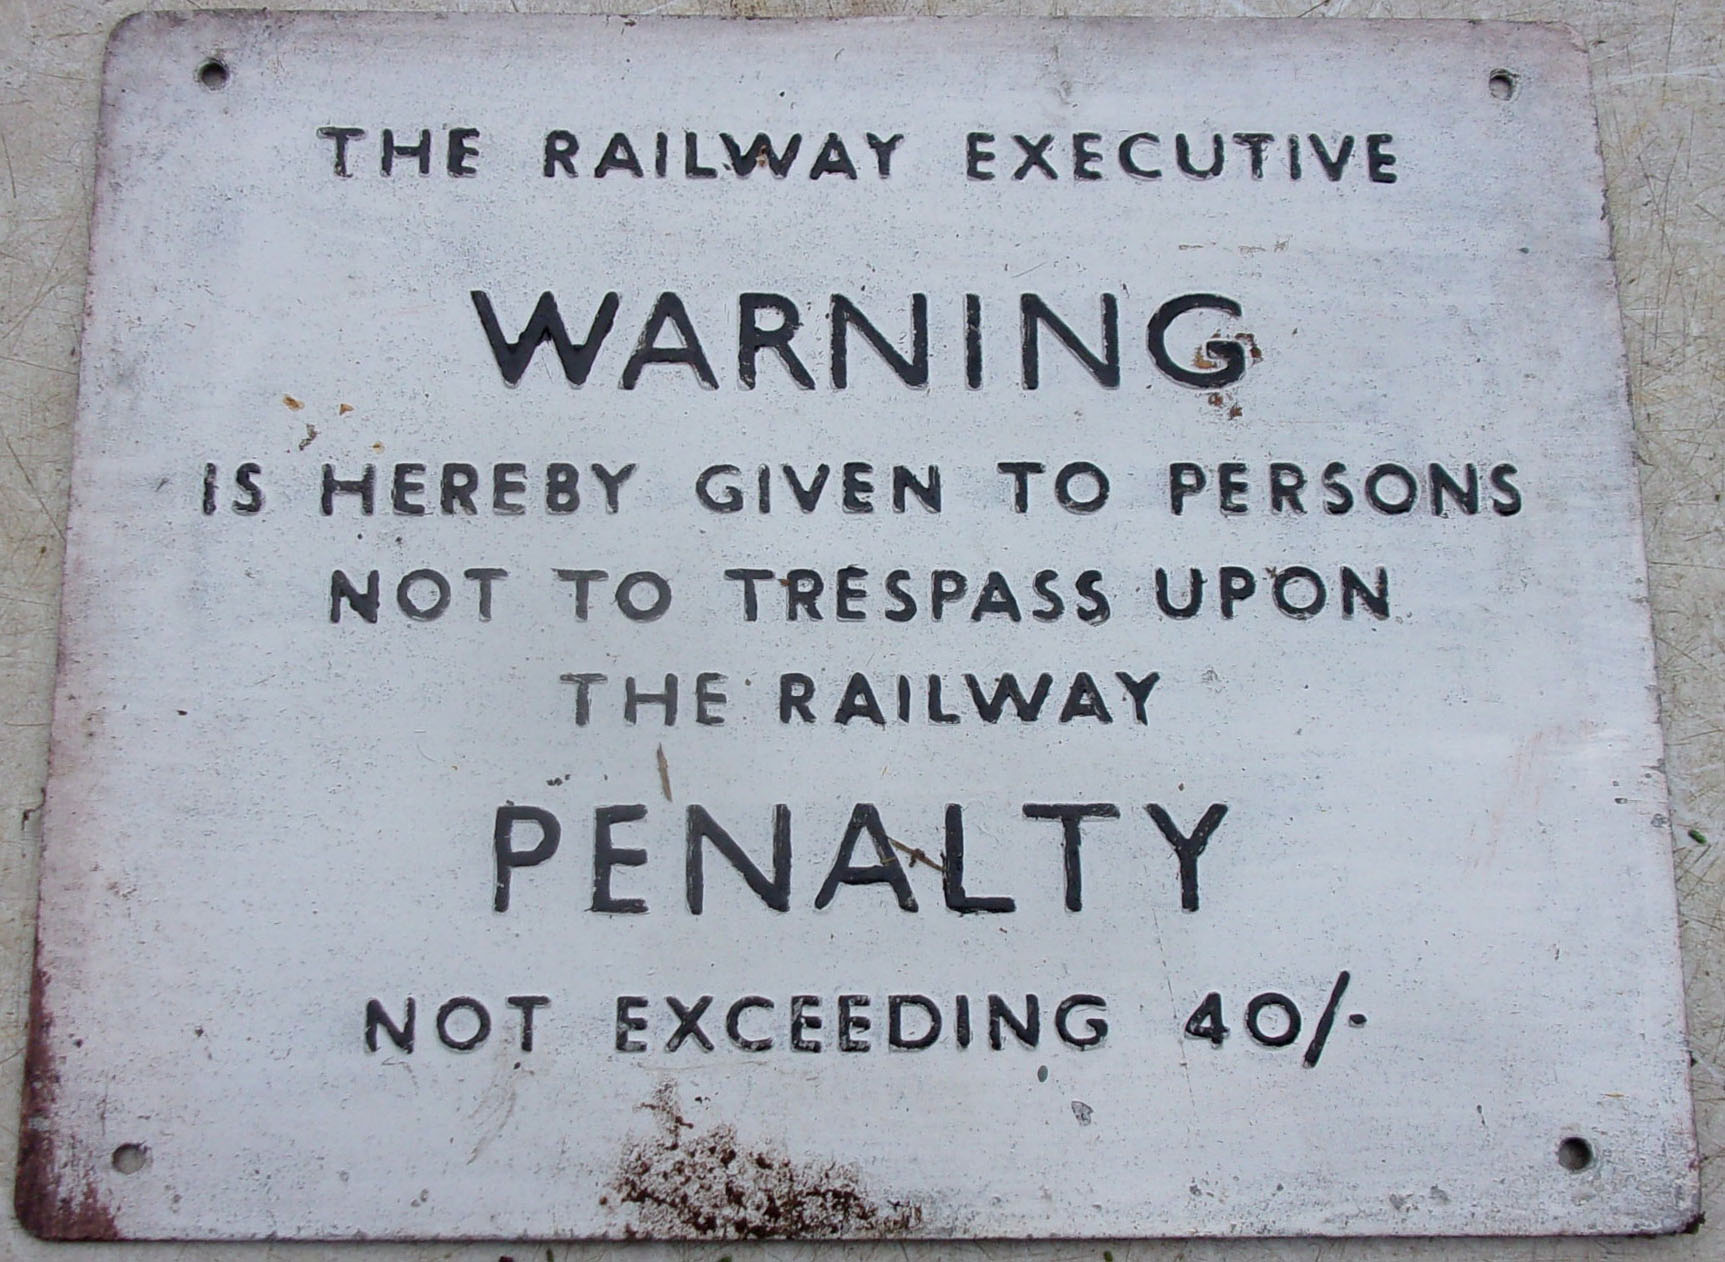 THE RAILWAY EXECUTIVE
WARNING
IS HEREBY GIVEN TO PERSONS
NOT TO TRESPASS UPON
THE RAILWAY
PENALTY
NOT EXCEEDING 40/-